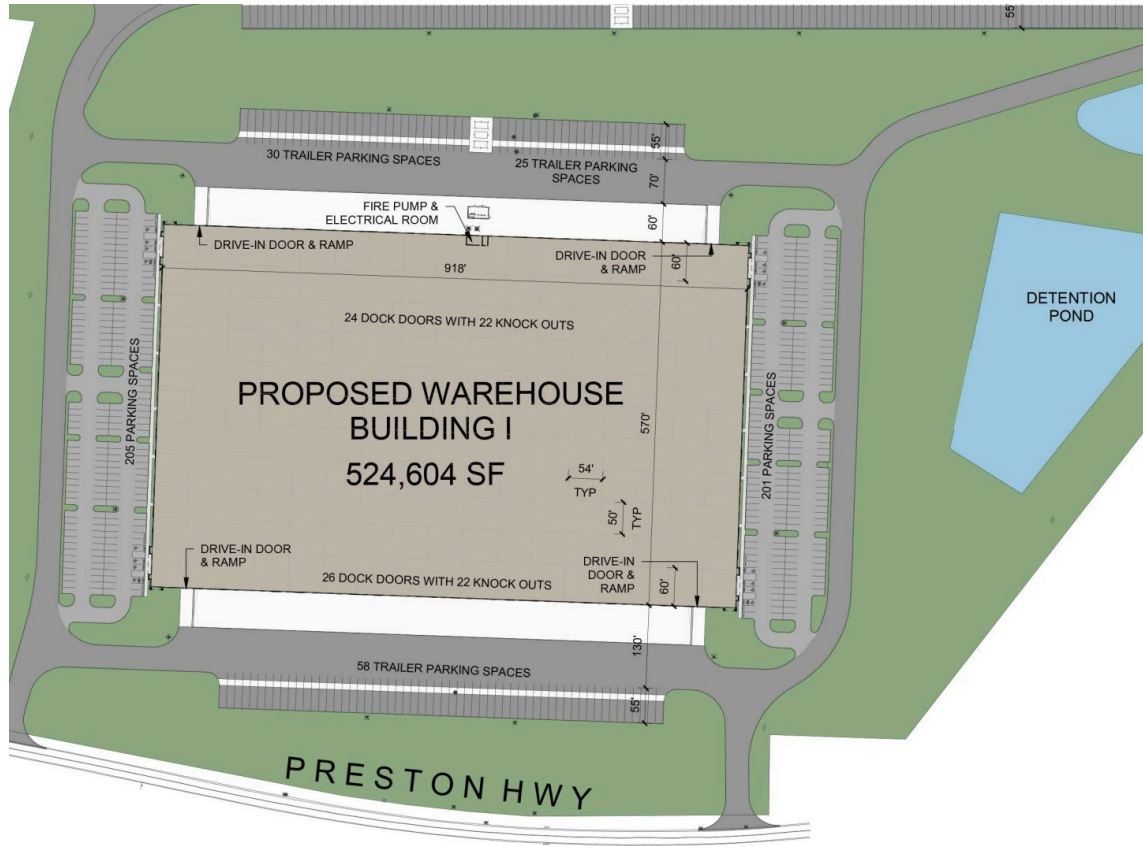 55'
55'
30 TRAILER PARKING SPACES
25 TRAILER PARKING
SPACES
70'
FIRE PUMP &
ELECTRICAL ROOM
60'
DRIVE-IN DOOR & RAMP
DRIVE-IN DOOR
& RAMP
60'
918'
24 DOCK DOORS WITH 22 KNOCK OUTS
DETENTION
POND
205 PARKING SPACES
PROPOSED WAREHOUSE
BUILDING I
524,604 SF
570'
201 PARKING SPACES
54'
TYP
50'
TYP
DRIVE-IN DOOR
& RAMP
26 DOCK DOORS WITH 22 KNOCK OUTS
DRIVE-IN
DOOR &
RAMP
60'
130'
58 TRAILER PARKING SPACES
55'
PRESTON HWY